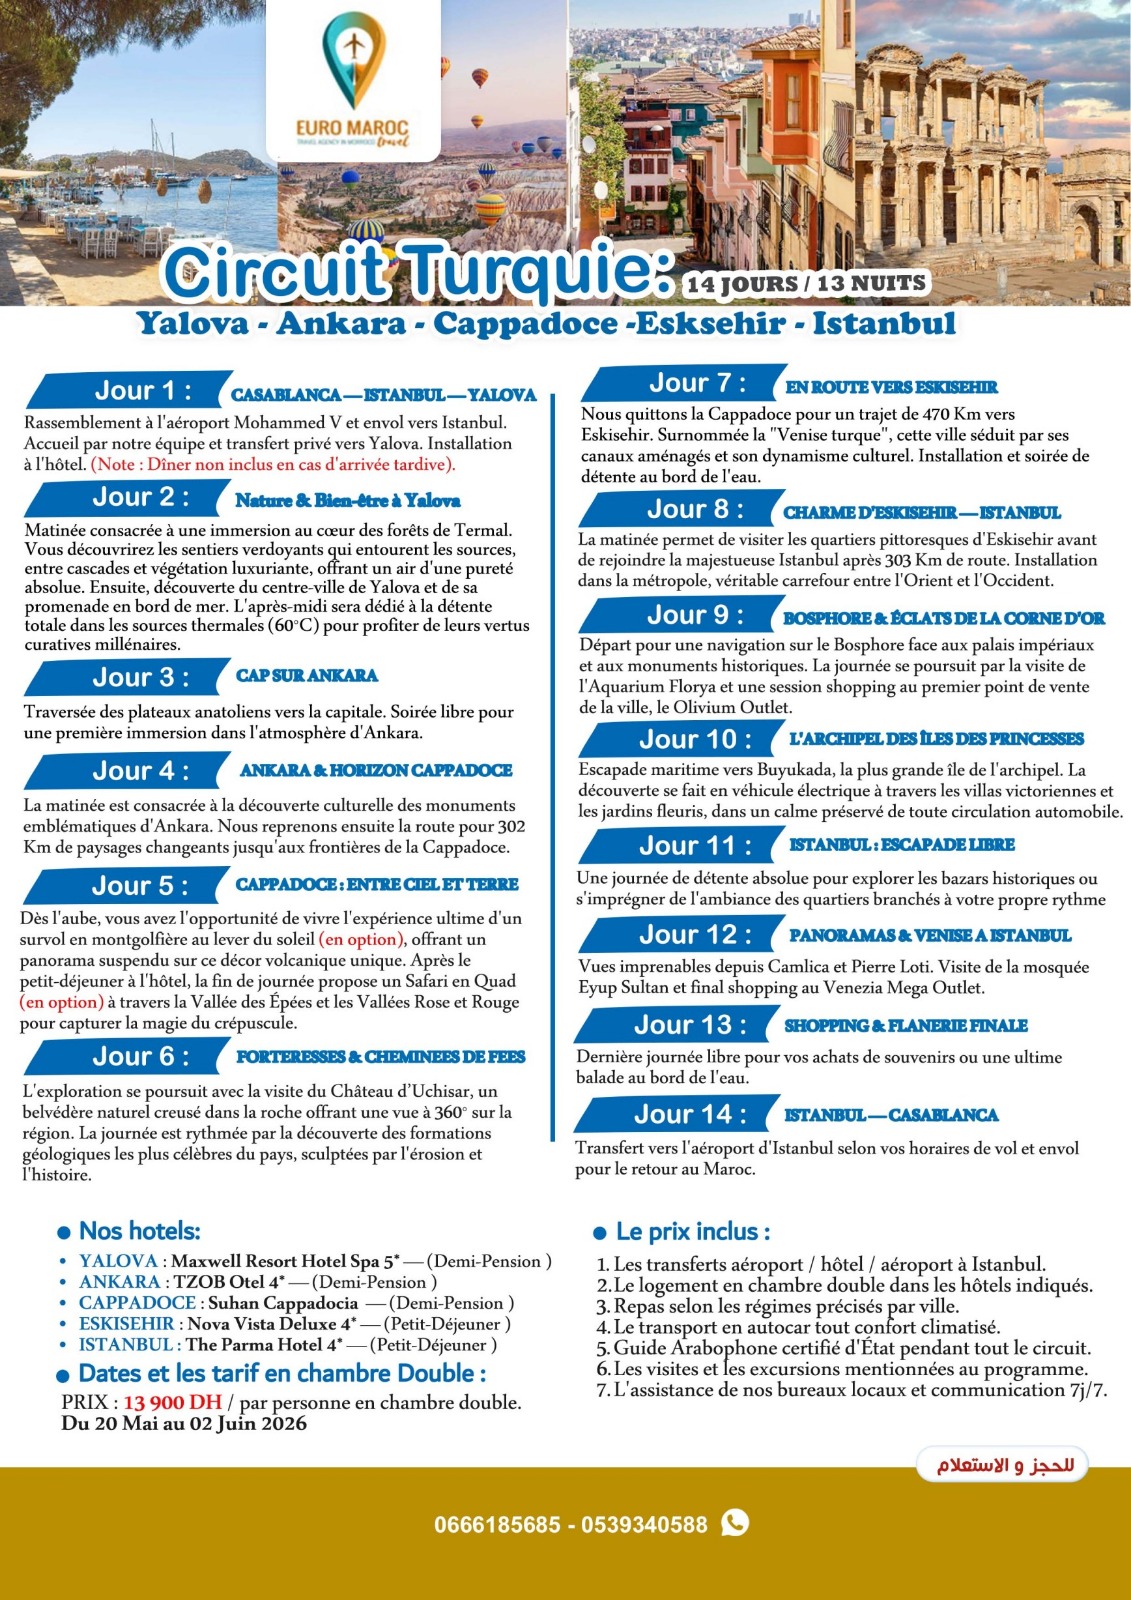 EURO MAROC
TRAVEL AGENCY IN MORROCO travel
Circuit Turquie: 14 JOURS / 13 NUITS
Yalova - Ankara - Cappadoce -Esksehir - Istanbul
Jour 1 : CASABLANCA — ISTANBUL — YALOVA
Rassemblement à l'aéroport Mohammed V et envol vers Istanbul.
Accueil par notre équipe et transfert privé vers Yalova. Installation
à l'hôtel. (Note : Dîner non inclus en cas d'arrivée tardive).
Jour 2 : Nature & Bien-être à Yalova
Matinée consacrée à une immersion au cœur des forêts de Termal.
Vous découvrirez les sentiers verdoyants qui entourent les sources,
entre cascades et végétation luxuriante, offrant un air d'une pureté
absolue. Ensuite, découverte du centre-ville de Yalova et de sa
promenade en bord de mer. L'après-midi sera dédié à la détente
totale dans les sources thermales (60°C) pour profiter de leurs vertus
curatives millénaires.
Jour 3 : CAP SUR ANKARA
Traversée des plateaux anatoliens vers la capitale. Soirée libre pour
une première immersion dans l'atmosphère d'Ankara.
Jour 4 : ANKARA & HORIZON CAPPADOCE
La matinée est consacrée à la découverte culturelle des monuments
emblématiques d'Ankara. Nous reprenons ensuite la route pour 302
Km de paysages changeants jusqu'aux frontières de la Cappadoce.
Jour 5 : CAPPADOCE : ENTRE CIEL ET TERRE
Dès l'aube, vous avez l'opportunité de vivre l'expérience ultime d'un
survol en montgolfière au lever du soleil (en option), offrant un
panorama suspendu sur ce décor volcanique unique. Après le
petit-déjeuner à l'hôtel, la fin de journée propose un Safari en Quad
(en option) à travers la Vallée des Épées et les Vallées Rose et Rouge
pour capturer la magie du crépuscule.
Jour 6 : FORTERESSES & CHEMINEES DE FEES
L'exploration se poursuit avec la visite du Château d’Uchisar, un
belvédère naturel creusé dans la roche offrant une vue à 360° sur la
région. La journée est rythmée par la découverte des formations
géologiques les plus célèbres du pays, sculptées par l'érosion et
l'histoire.
Jour 7 : EN ROUTE VERS ESKISEHIR
Nous quittons la Cappadoce pour un trajet de 470 Km vers
Eskisehir. Surnommée la "Venise turque", cette ville séduit par ses
canaux aménagés et son dynamisme culturel. Installation et soirée de
détente au bord de l'eau.
Jour 8 : CHARME D'ESKISEHIR — ISTANBUL
La matinée permet de visiter les quartiers pittoresques d'Eskisehir avant
de rejoindre la majestueuse Istanbul après 303 Km de route. Installation
dans la métropole, véritable carrefour entre l'Orient et l'Occident.
Jour 9 : BOSPHORE & ÉCLATS DE LA CORNE D'OR
Départ pour une navigation sur le Bosphore face aux palais impériaux
et aux monuments historiques. La journée se poursuit par la visite de
l'Aquarium Florya et une session shopping au premier point de vente
de la ville, le Olivium Outlet.
Jour 10 : L'ARCHIPEL DES ÎLES DES PRINCESSES
Escapade maritime vers Buyukada, la plus grande île de l'archipel. La
découverte se fait en véhicule électrique à travers les villas victoriennes et
les jardins fleuris, dans un calme préservé de toute circulation automobile.
Jour 11 : ISTANBUL : ESCAPADE LIBRE
Une journée de détente absolue pour explorer les bazars historiques ou
s'imprégner de l'ambiance des quartiers branchés à votre propre rythme
Jour 12 : PANORAMAS & VENISE A ISTANBUL
Vues imprenables depuis Camlica et Pierre Loti. Visite de la mosquée
Eyup Sultan et final shopping au Venezia Mega Outlet.
Jour 13 : SHOPPING & FLANERIE FINALE
Dernière journée libre pour vos achats de souvenirs ou une ultime
balade au bord de l'eau.
Jour 14 : ISTANBUL — CASABLANCA
Transfert vers l'aéroport d'Istanbul selon vos horaires de vol et envol
pour le retour au Maroc.
• Nos hotels:
• YALOVA : Maxwell Resort Hotel Spa 5* — (Demi-Pension )
• ANKARA : TZOB Otel 4* — (Demi-Pension )
• CAPPADOCE : Suhan Cappadocia — (Demi-Pension )
• ESKISEHIR : Nova Vista Deluxe 4* — (Petit-Déjeuner )
• ISTANBUL : The Parma Hotel 4* — (Petit-Déjeuner )
• Dates et les tarif en chambre Double :
PRIX : 13 900 DH / par personne en chambre double.
Du 20 Mai au 02 Juin 2026
• Le prix inclus :
1. Les transferts aéroport / hôtel / aéroport à Istanbul.
2. Le logement en chambre double dans les hôtels indiqués.
3. Repas selon les régimes précisés par ville.
4. Le transport en autocar tout confort climatisé.
5. Guide Arabophone certifié d'État pendant tout le circuit.
6. Les visites et les excursions mentionnées au programme.
7. L'assistance de nos bureaux locaux et communication 7j/7.
للحجز و الاستعلام
0666185685 - 0539340588